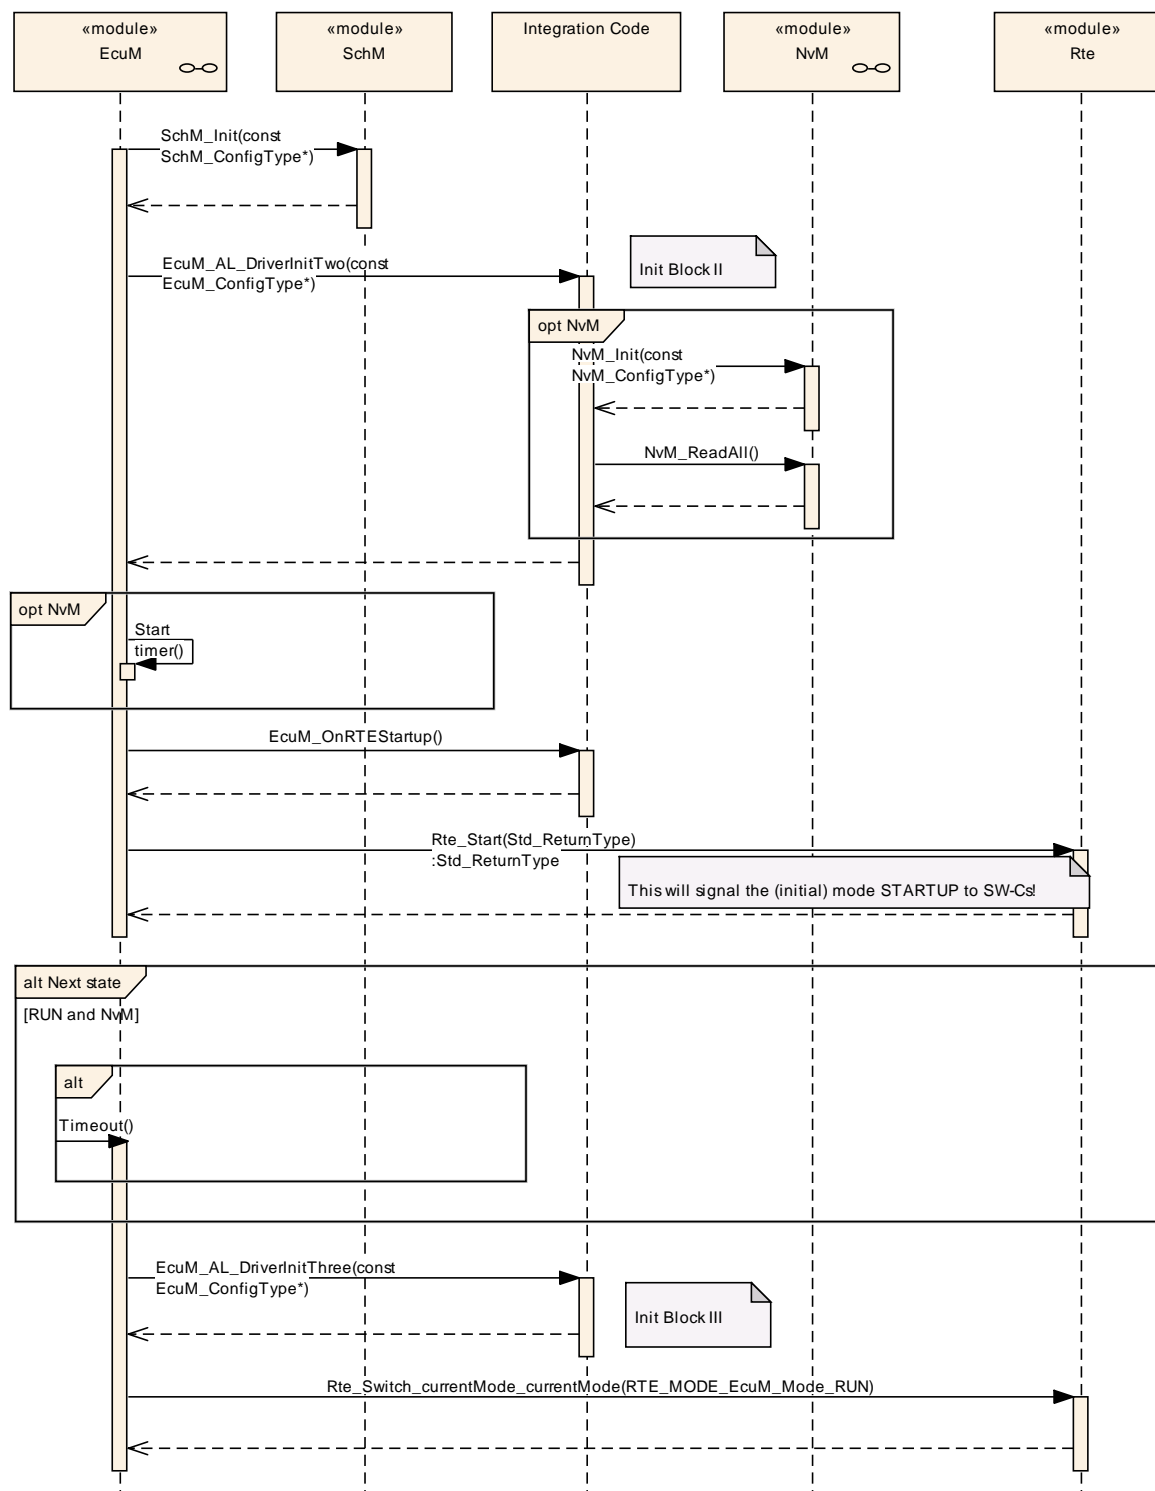 «module»
EcuM
«module»
SchM
Integration Code
«module»
NvM
«module»
Rte
SchM_Init(const
SchM_ConfigType*)
EcuM_AL_DriverInitTwo(const
EcuM_ConfigType*)
Init Block II
opt NvM
NvM_Init(const
NvM_ConfigType*)
NvM_ReadAll()
opt NvM
Start
timer()
EcuM_OnRTEStartup()
Rte_Start(Std_ReturnType)
:Std_ReturnType
This will signal the (initial) mode STARTUP to SW-Cs!
alt Next state
[RUN and NvM]
alt
Timeout()
EcuM_AL_DriverInitThree(const
EcuM_ConfigType*)
Init Block III
Rte_Switch_currentMode_currentMode(RTE_MODE_EcuM_Mode_RUN)